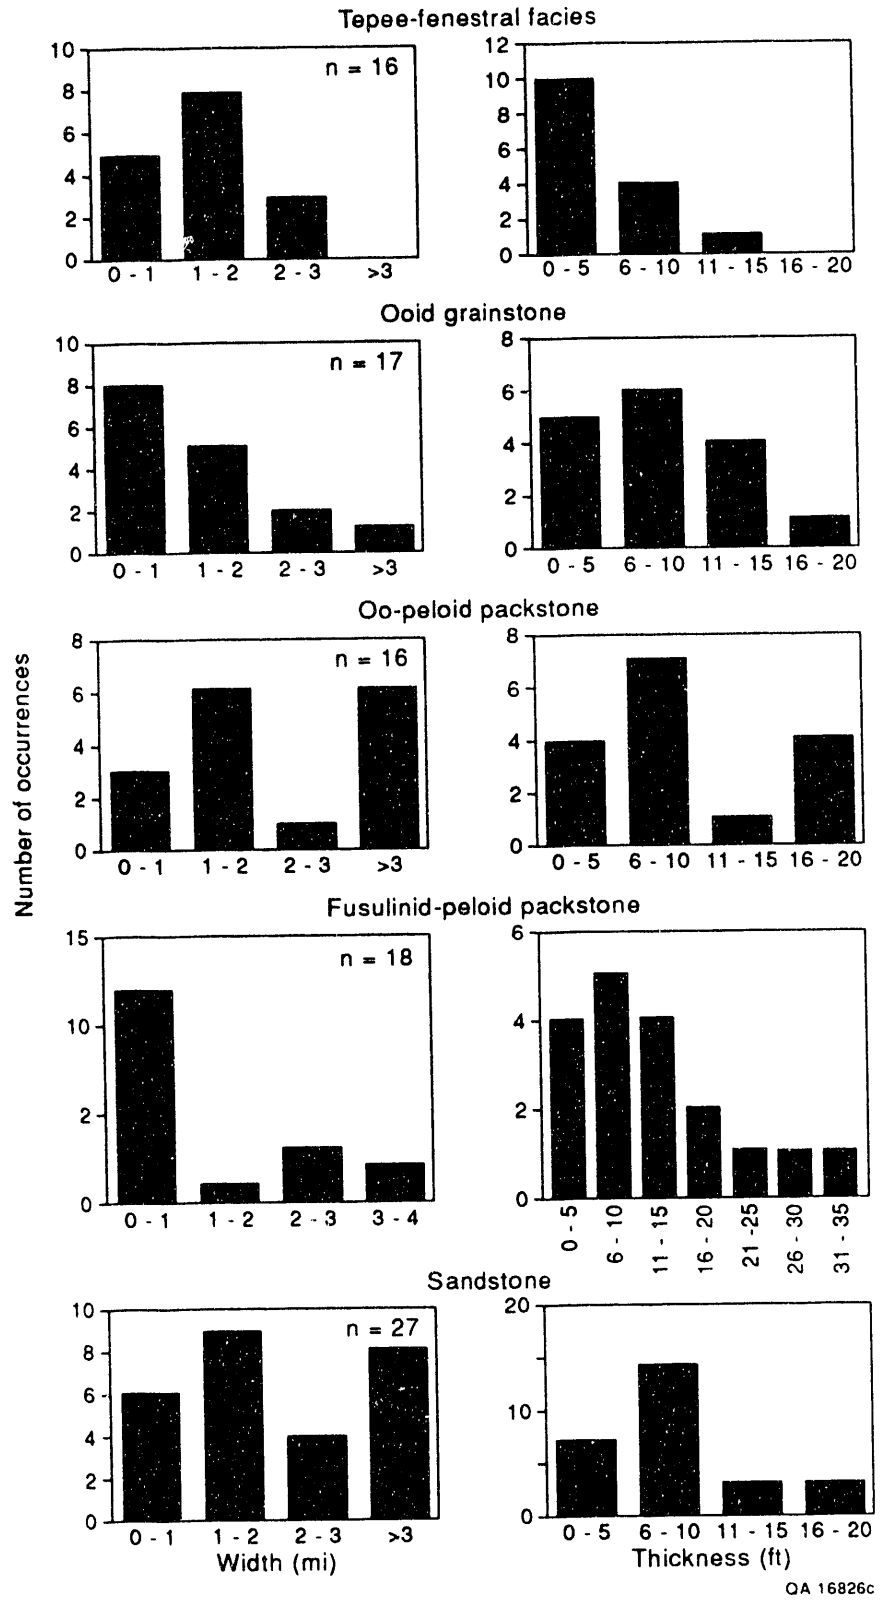 Tepee-fenestral facies
10
8
6
4
2
0
n = 16
0 - 1 1 - 2 2 - 3 >3
12
10
8
6
4
2
0
0 - 5 6 - 10 11 - 15 16 - 20
Ooid grainstone
10
8
6
4
2
0
n = 17
0 - 1 1 - 2 2 - 3 >3
8
6
4
2
0
0 - 5 6 - 10 11 - 15 16 - 20
Oo-peloid packstone
Number of occurrences
8
6
4
2
0
n = 16
0 - 1 1 - 2 2 - 3 >3
8
6
4
2
0
0 - 5 6 - 10 11 - 15 16 - 20
Fusulinid-peloid packstone
15
10
2
0
n = 18
0 - 1 1 - 2 2 - 3 3 - 4
6
4
2
0
0 - 5
6 - 10
11 - 15
16 - 20
21 -25
26 - 30
31 - 35
Sandstone
10
8
6
4
2
0
n = 27
0 - 1 1 - 2 2 - 3 >3
Width (mi)
20
10
0
0 - 5 6 - 10 11 - 15 16 - 20
Thickness (ft)
QA 16826c